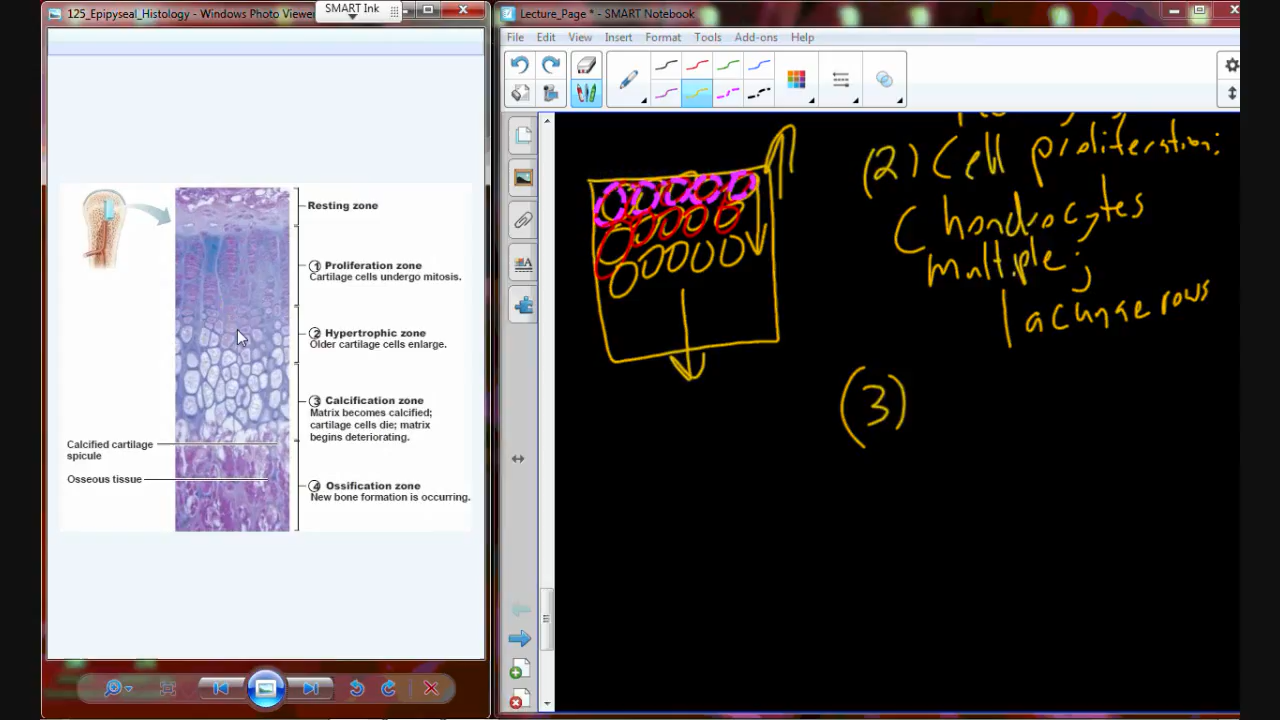 125_Epipyseal_Histology - Windows Photo Viewer
SMART Ink
Resting zone
1 Proliferation zone
Cartilage cells undergo mitosis.
2 Hypertrophic zone
Older cartilage cells enlarge.
3 Calcification zone
Matrix becomes calcified;
cartilage cells die; matrix
begins deteriorating.
Calcified cartilage
spicule
Osseous tissue
4 Ossification zone
New bone formation is occurring.
Lecture_Page * - SMART Notebook
File Edit View Insert Format Tools Add-ons Help
(2) Cell proliferation:
Chondrocytes
multiple;
lacunae rows
(3)